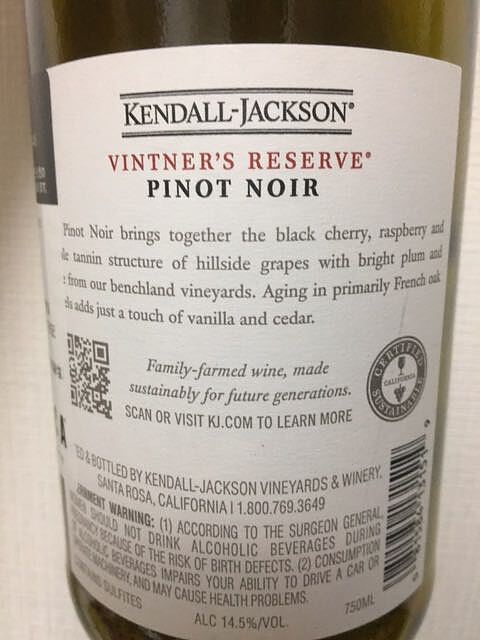 KENDALL-JACKSON®
VINTNER'S RESERVE®
PINOT NOIR
Pinot Noir brings together the black cherry, raspberry and
tannin structure of hillside grapes with bright plum and
from our benchland vineyards. Aging in primarily French oak
adds just a touch of vanilla and cedar.
Family-farmed wine, made
sustainably for future generations.
SCAN OR VISIT KJ.COM TO LEARN MORE
CERTIFIED
CALIFORNIA
SUSTAINABLE
& BOTTLED BY KENDALL-JACKSON VINEYARDS & WINERY,
SANTA ROSA, CALIFORNIA | 1.800.769.3649
WARNING: (1) ACCORDING TO THE SURGEON GENERAL,
SHOULD NOT DRINK ALCOHOLIC BEVERAGES DURING
BECAUSE OF THE RISK OF BIRTH DEFECTS. (2) CONSUMPTION
ALCOHOLIC BEVERAGES IMPAIRS YOUR ABILITY TO DRIVE A CAR OR
MACHINERY, AND MAY CAUSE HEALTH PROBLEMS.
SULFITES
750ML
ALC 14.5%/VOL.